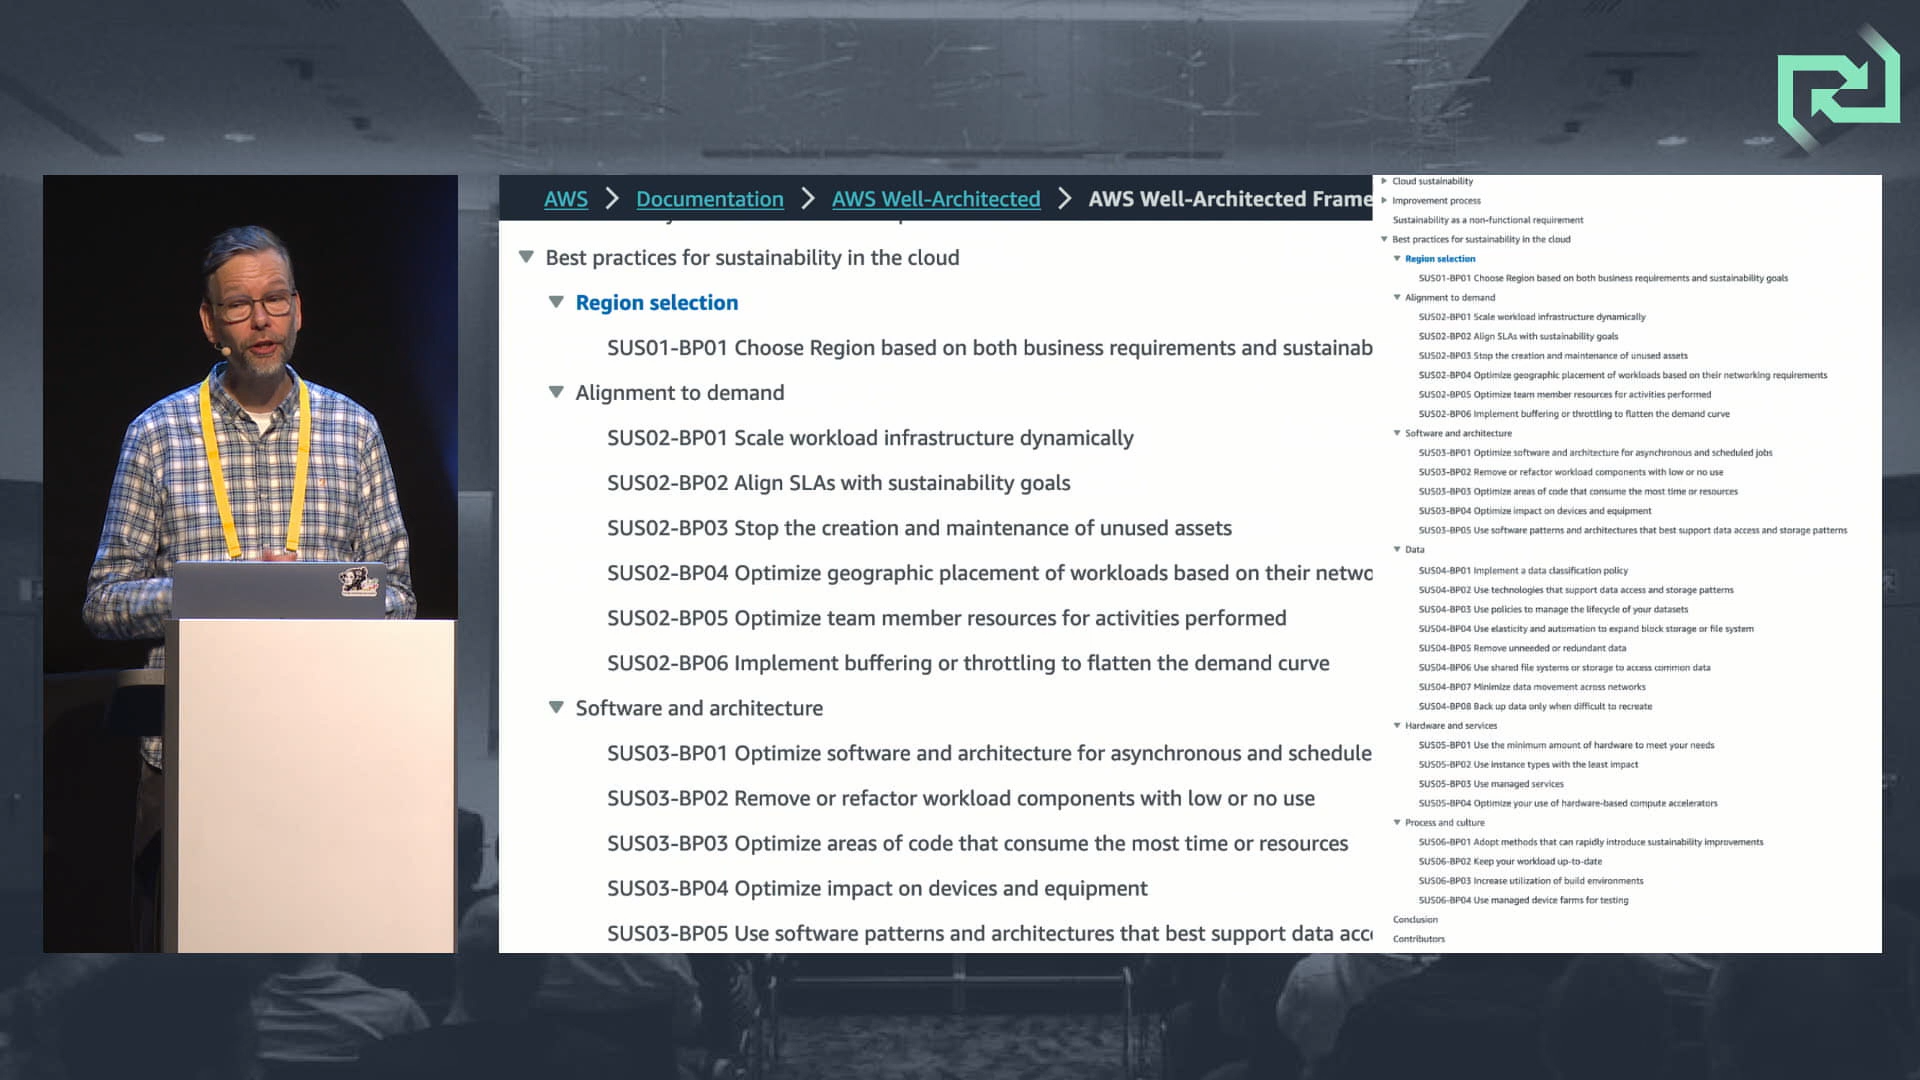 AWS > Documentation > AWS Well-Architected > AWS Well-Architected Frame
Best practices for sustainability in the cloud
Region selection
SUS01-BP01 Choose Region based on both business requirements and sustainab
Alignment to demand
SUS02-BP01 Scale workload infrastructure dynamically
SUS02-BP02 Align SLAs with sustainability goals
SUS02-BP03 Stop the creation and maintenance of unused assets
SUS02-BP04 Optimize geographic placement of workloads based on their netwo
SUS02-BP05 Optimize team member resources for activities performed
SUS02-BP06 Implement buffering or throttling to flatten the demand curve
Software and architecture
SUS03-BP01 Optimize software and architecture for asynchronous and schedule
SUS03-BP02 Remove or refactor workload components with low or no use
SUS03-BP03 Optimize areas of code that consume the most time or resources
SUS03-BP04 Optimize impact on devices and equipment
SUS03-BP05 Use software patterns and architectures that best support data acc
Cloud sustainability
Improvement process
Sustainability as a non-functional requirement
Best practices for sustainability in the cloud
Region selection
SUS01-BP01 Choose Region based on both business requirements and sustainability goals
Alignment to demand
SUS02-BP01 Scale workload infrastructure dynamically
SUS02-BP02 Align SLAs with sustainability goals
SUS02-BP03 Stop the creation and maintenance of unused assets
SUS02-BP04 Optimize geographic placement of workloads based on their networking requirements
SUS02-BP05 Optimize team member resources for activities performed
SUS02-BP06 Implement buffering or throttling to flatten the demand curve
Software and architecture
SUS03-BP01 Optimize software and architecture for asynchronous and scheduled jobs
SUS03-BP02 Remove or refactor workload components with low or no use
SUS03-BP03 Optimize areas of code that consume the most time or resources
SUS03-BP04 Optimize impact on devices and equipment
SUS03-BP05 Use software patterns and architectures that best support data access and storage patterns
Data
SUS04-BP01 Implement a data classification policy
SUS04-BP02 Use technologies that support data access and storage patterns
SUS04-BP03 Use policies to manage the lifecycle of your datasets
SUS04-BP04 Use elasticity and automation to expand block storage or file system
SUS04-BP05 Remove unneeded or redundant data
SUS04-BP06 Use shared file systems or storage to access common data
SUS04-BP07 Minimize data movement across networks
SUS04-BP08 Back up data only when difficult to recreate
Hardware and services
SUS05-BP01 Use the minimum amount of hardware to meet your needs
SUS05-BP02 Use instance types with the least impact
SUS05-BP03 Use managed services
SUS05-BP04 Optimize your use of hardware-based compute accelerators
Process and culture
SUS06-BP01 Adopt methods that can rapidly introduce sustainability improvements
SUS06-BP02 Keep your workload up-to-date
SUS06-BP03 Increase utilization of build environments
SUS06-BP04 Use managed device farms for testing
Conclusion
Contributors